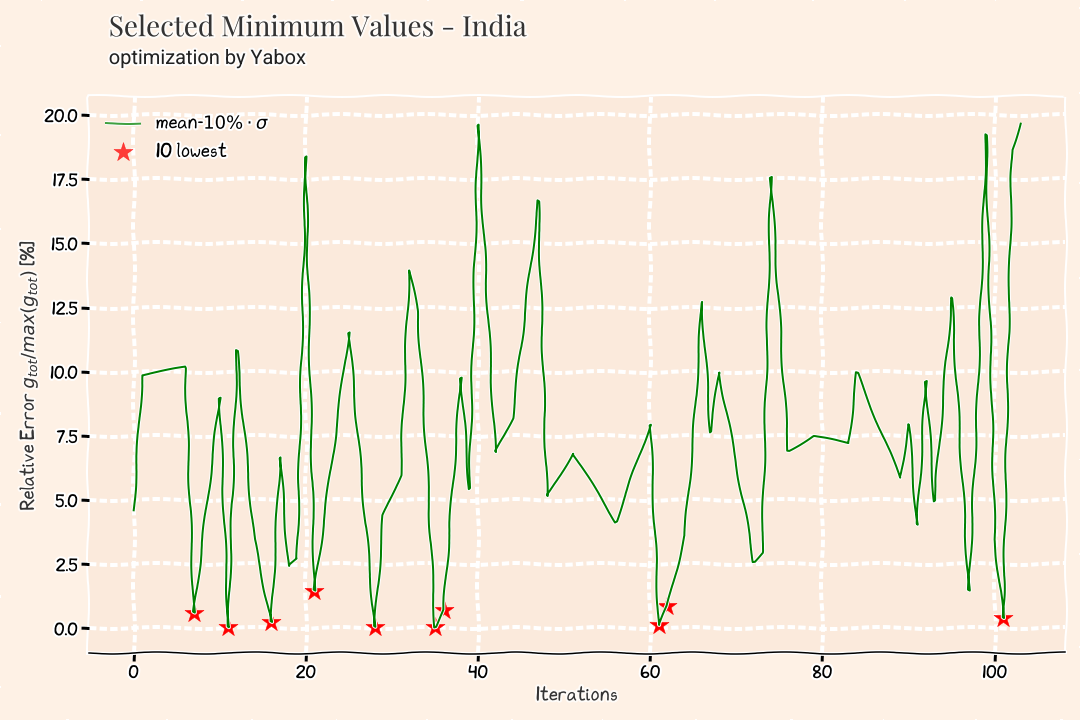 Selected Minimum Values - India
optimization by Yabox
mean-10% · σ
10 lowest
Relative Error g_tot/max(g_tot) [%]
20.0
17.5
15.0
12.5
10.0
7.5
5.0
2.5
0.0
0 20 40 60 80 100
Iterations